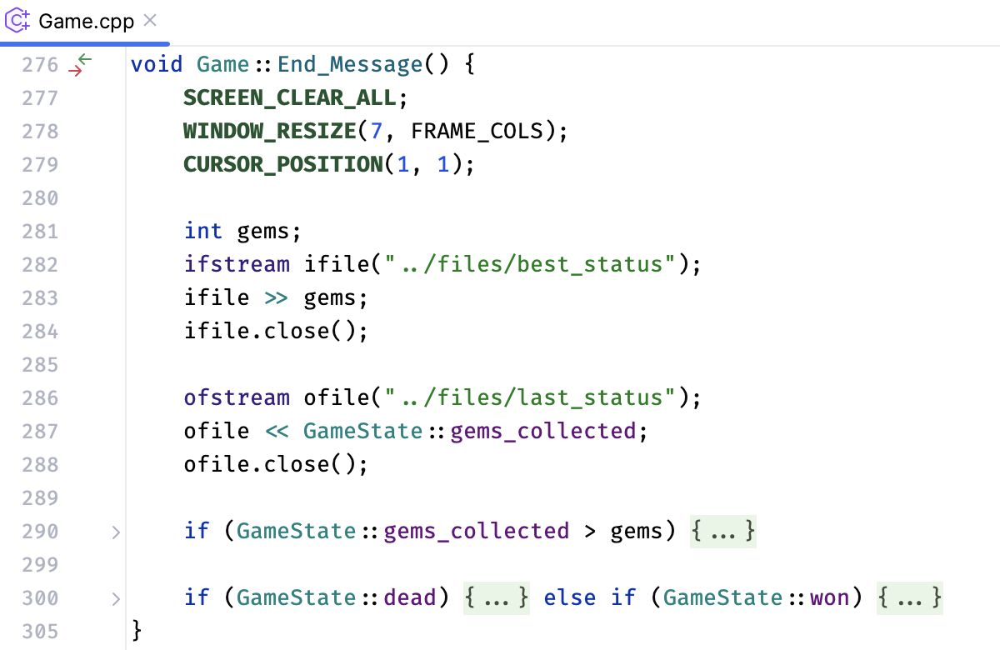 Game.cpp
276 void Game::End_Message() {
277 SCREEN_CLEAR_ALL;
278 WINDOW_RESIZE(7, FRAME_COLS);
279 CURSOR_POSITION(1, 1);
280
281 int gems;
282 ifstream ifile("../files/best_status");
283 ifile >> gems;
284 ifile.close();
285
286 ofstream ofile("../files/last_status");
287 ofile << GameState::gems_collected;
288 ofile.close();
289
290 if (GameState::gems_collected > gems) {...}
299
300 if (GameState::dead) {...} else if (GameState::won) {...}
305 }